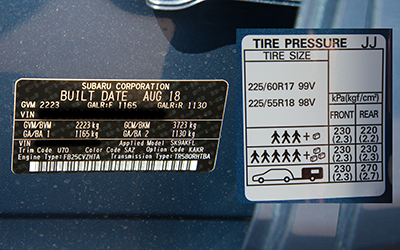 SUBARU CORPORATION
BUILT DATE AUG 18
GVM 2223 GAWR:F 1165 GAWR:R 1130
VIN
GVM/BVM 2223 kg GCM/BKM 3723 kg
GA/BA 1 1165 kg GA/BA 2 1130 kg
VIN
Applied Model SK9AKFL
Trim Code U70 Color Code SAZ Option Code KAKR
Engine Type: FB25CVZHTA Transmission Type: TR580RHTBA
TIRE PRESSURE JJ
TIRE SIZE
225/60R17 99V
225/55R18 98V
kPa(kgf/cm²)
FRONT REAR
230 (2.3) 220 (2.2)
230 (2.3) 230 (2.3)
230 (2.3) 270 (2.7)